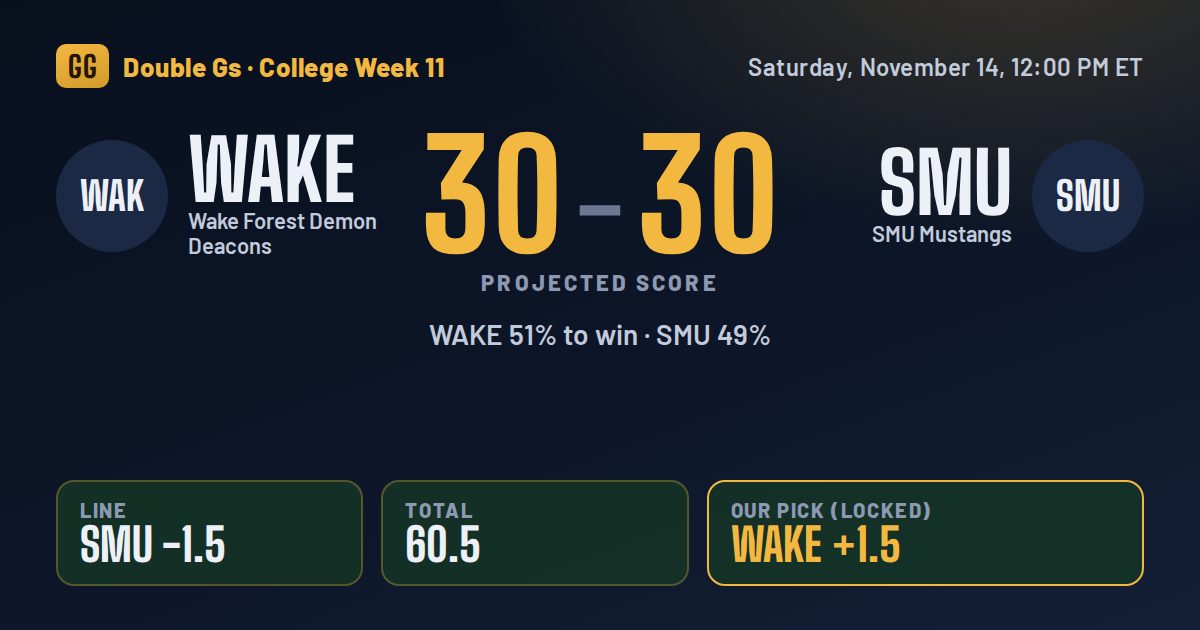 GG Double Gs · College Week 11
Saturday, November 14, 12:00 PM ET
WAK
WAKE
Wake Forest Demon
Deacons
30 – 30
PROJECTED SCORE
WAKE 51% to win · SMU 49%
SMU
SMU Mustangs
SMU
LINE
SMU −1.5
TOTAL
60.5
OUR PICK (LOCKED)
WAKE +1.5